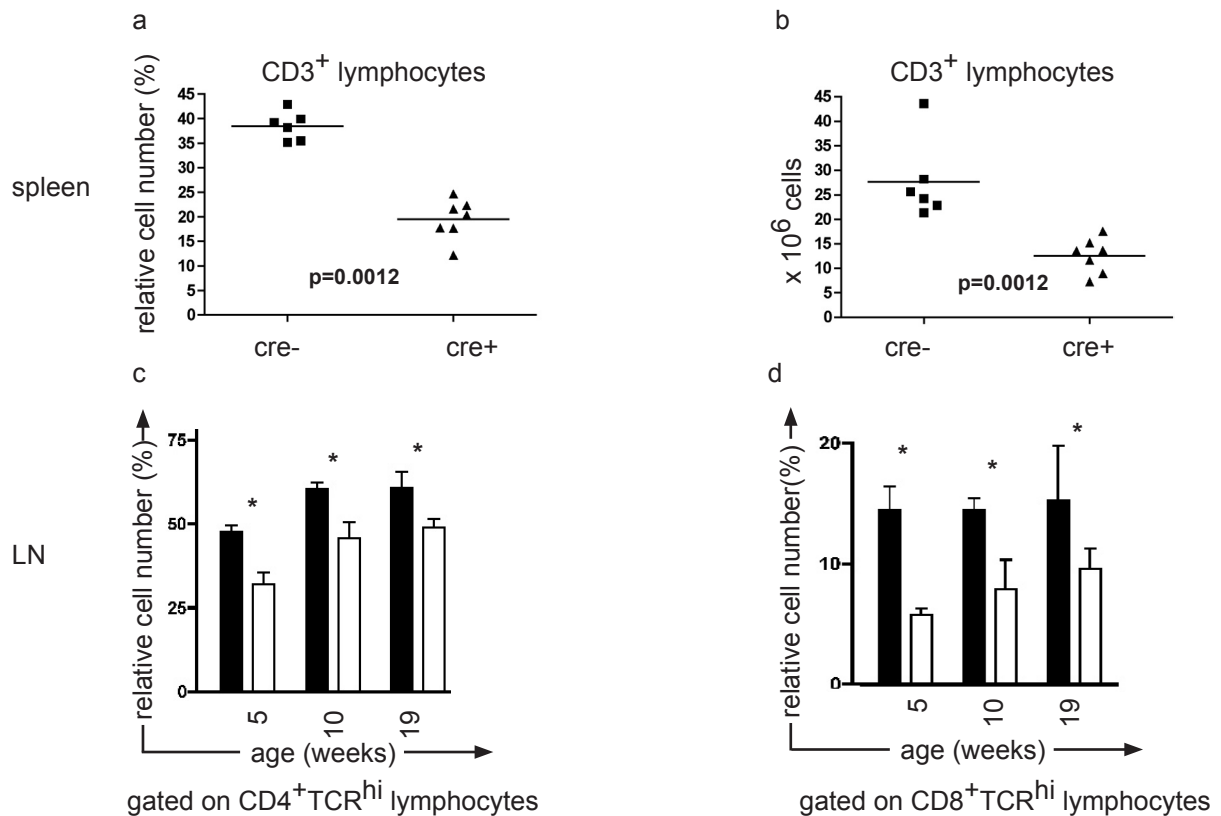 a
b
CD3+ lymphocytes
CD3+ lymphocytes
spleen
relative cell number (%)
45
40
35
30
25
20
15
10
5
0
p=0.0012
cre-
cre+
x 10^6 cells
45
40
35
30
25
20
15
10
5
0
p=0.0012
cre-
cre+
c
d
LN
relative cell number (%)
75
50
25
0
*
*
*
5
10
19
age (weeks)
gated on CD4+TCRhi lymphocytes
relative cell number(%)
20
10
0
*
*
*
5
10
19
age (weeks)
gated on CD8+TCRhi lymphocytes